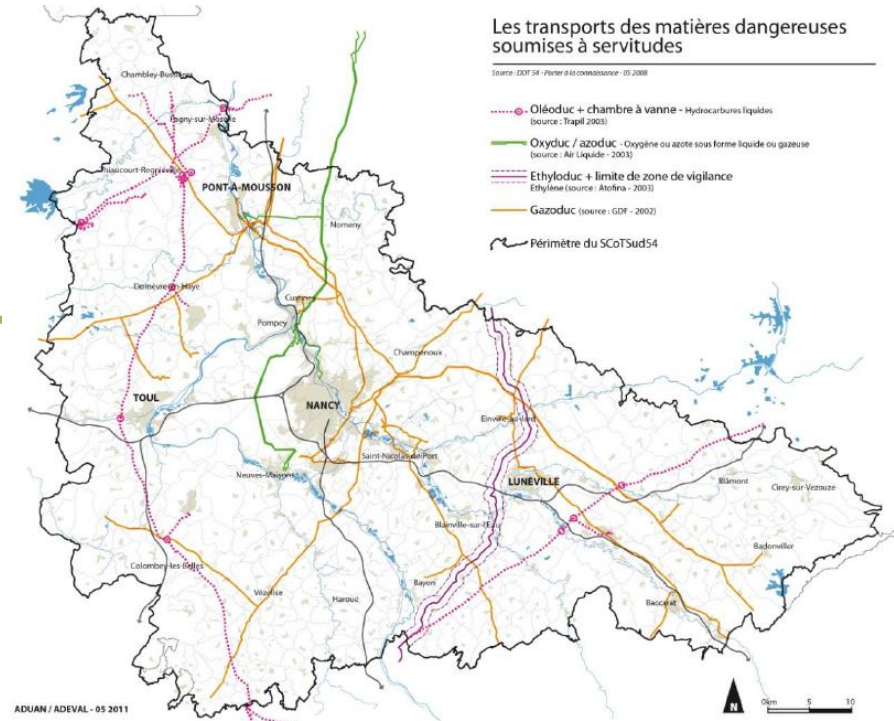 Les transports des matières dangereuses
soumises à servitudes
Source : DDT 54 - Porter à la connaissance - 05 2008
Oléoduc + chambre à vanne - Hydrocarbures liquides
(source : Trapil 2003)
Oxyduc / azoduc - Oxygène ou azote sous forme liquide ou gazeuse
(source : Air Liquide - 2003)
Ethyloduc + limite de zone de vigilance
Ethylène (source : Atofina - 2003)
Gazoduc (source : GDF - 2002)
Périmètre du SCoTSud54
Chambley-Bussières
Pagny-sur-Moselle
Thiaucourt-Regniéville
PONT-À-MOUSSON
Nomeny
Domèvre-en-Haye
Custines
Pompey
Champenoux
TOUL
NANCY
Einville-au-Jard
Saint-Nicolas-de-Port
Neuves-Maisons
LUNÉVILLE
Blâmont
Cirey-sur-Vezouze
Blainville-sur-l'Eau
Badonviller
Colombey-les-Belles
Bayon
Vézelise
Haroué
Baccarat
ADUAN / ADEVAL - 05 2011
N
0km 5 10